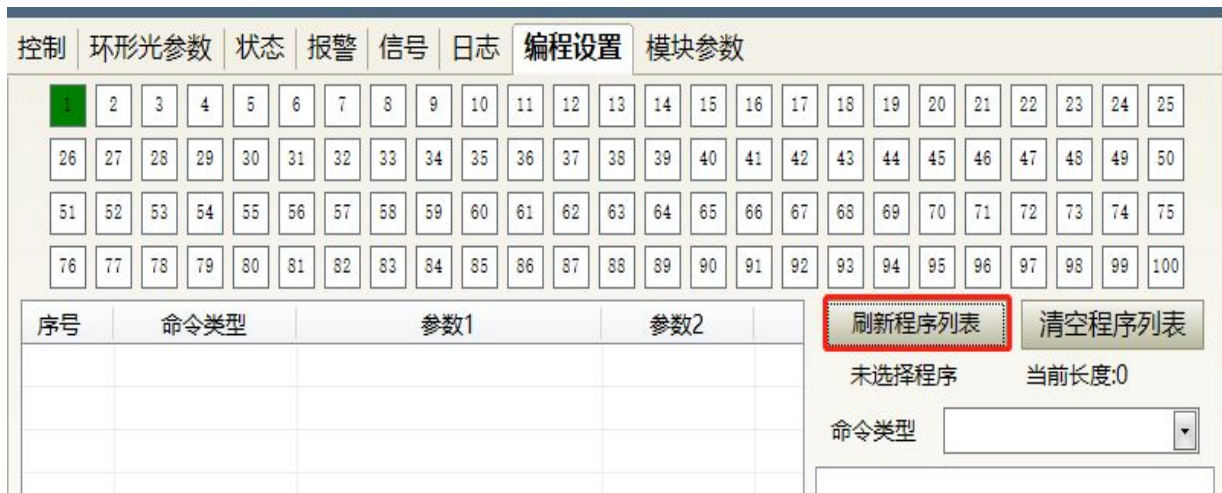 控制 环形光参数 状态 报警 信号 日志 编程设置 模块参数
1 2 3 4 5 6 7 8 9 10 11 12 13 14 15 16 17 18 19 20 21 22 23 24 25
26 27 28 29 30 31 32 33 34 35 36 37 38 39 40 41 42 43 44 45 46 47 48 49 50
51 52 53 54 55 56 57 58 59 60 61 62 63 64 65 66 67 68 69 70 71 72 73 74 75
76 77 78 79 80 81 82 83 84 85 86 87 88 89 90 91 92 93 94 95 96 97 98 99 100
序号 命令类型 参数1 参数2 刷新程序列表 清空程序列表
未选择程序 当前长度:0
命令类型